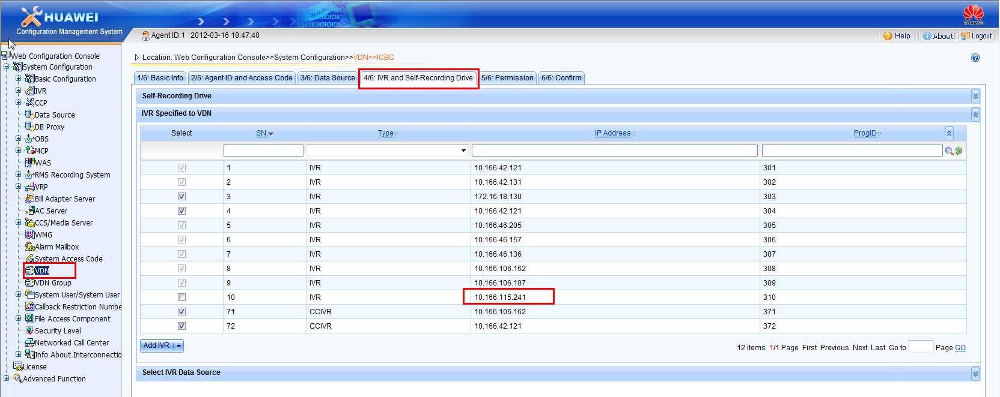 HUAWEI
Configuration Management System
HUAWEI
Agent ID:1 2012-03-16 18:47:40
Help
About
Logout
Web Configuration Console
System Configuration
Basic Configuration
IVR
CCP
Data Source
DB Proxy
OBS
MCP
WAS
RMS Recording System
VRP
Bill Adapter Server
AC Server
CCS/Media Server
WMG
Alarm Mailbox
System Access Code
VDN
VDN Group
System User/System User
Callback Restriction Numbe
File Access Component
Security Level
Networked Call Center
Info About Interconnectio
License
Advanced Function
Location: Web Configuration Console>>System Configuration>>VDN>>ICBC
1/6: Basic Info 2/6: Agent ID and Access Code 3/6: Data Source 4/6: IVR and Self-Recording Drive 5/6: Permission 6/6: Confirm
Self-Recording Drive
IVR Specified to VDN
Select SN. Type IP Address ProgID
1 IVR 10.166.42.121 301
2 IVR 10.166.42.131 302
3 IVR 172.16.18.130 303
4 IVR 10.166.42.121 304
5 IVR 10.166.46.205 305
6 IVR 10.166.46.157 306
7 IVR 10.166.46.136 307
8 IVR 10.166.106.162 308
9 IVR 10.166.106.107 309
10 IVR 10.166.115.241 310
71 CCIVR 10.166.106.162 371
72 CCIVR 10.166.42.121 372
Add IVR
12 items 1/1 Page First Previous Next Last Go to Page GO
Select IVR Data Source